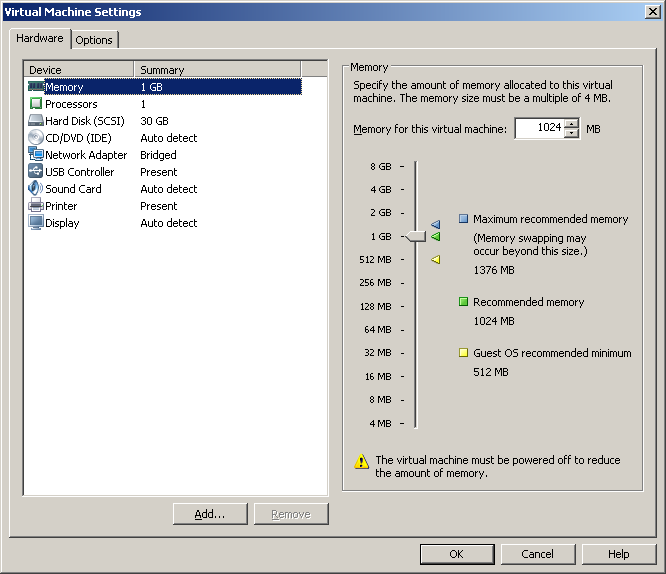 Virtual Machine Settings
Hardware
Options
Device Summary
Memory 1 GB
Processors 1
Hard Disk (SCSI) 30 GB
CD/DVD (IDE) Auto detect
Network Adapter Bridged
USB Controller Present
Sound Card Auto detect
Printer Present
Display Auto detect
Add...
Remove
Memory
Specify the amount of memory allocated to this virtual
machine. The memory size must be a multiple of 4 MB.
Memory for this virtual machine: 1024 MB
8 GB
4 GB
2 GB
1 GB
512 MB
256 MB
128 MB
64 MB
32 MB
16 MB
8 MB
4 MB
Maximum recommended memory
(Memory swapping may
occur beyond this size.)
1376 MB
Recommended memory
1024 MB
Guest OS recommended minimum
512 MB
The virtual machine must be powered off to reduce
the amount of memory.
OK
Cancel
Help